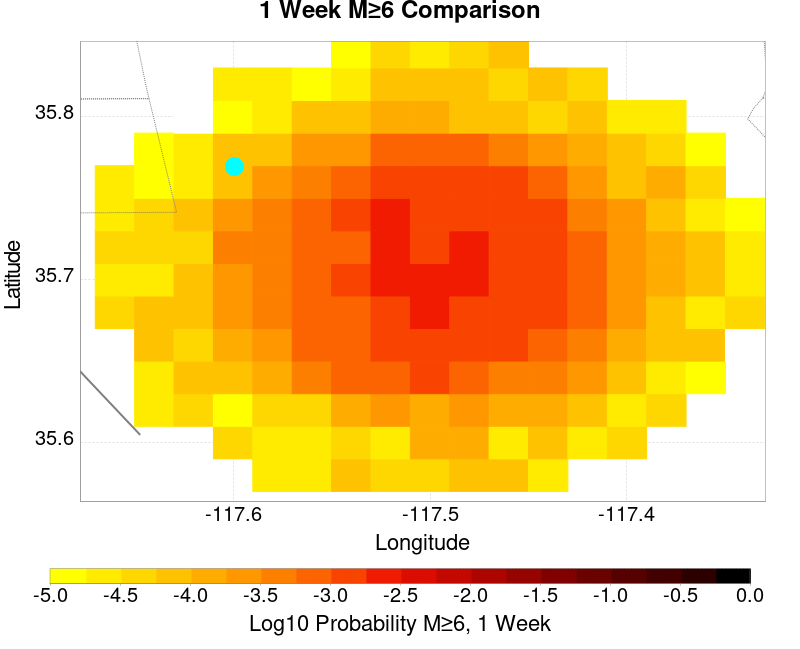 1 Week M≥6 Comparison
35.8
35.7
35.6
Latitude
-117.6 -117.5 -117.4
Longitude
-5.0 -4.5 -4.0 -3.5 -3.0 -2.5 -2.0 -1.5 -1.0 -0.5 0.0
Log10 Probability M≥6, 1 Week